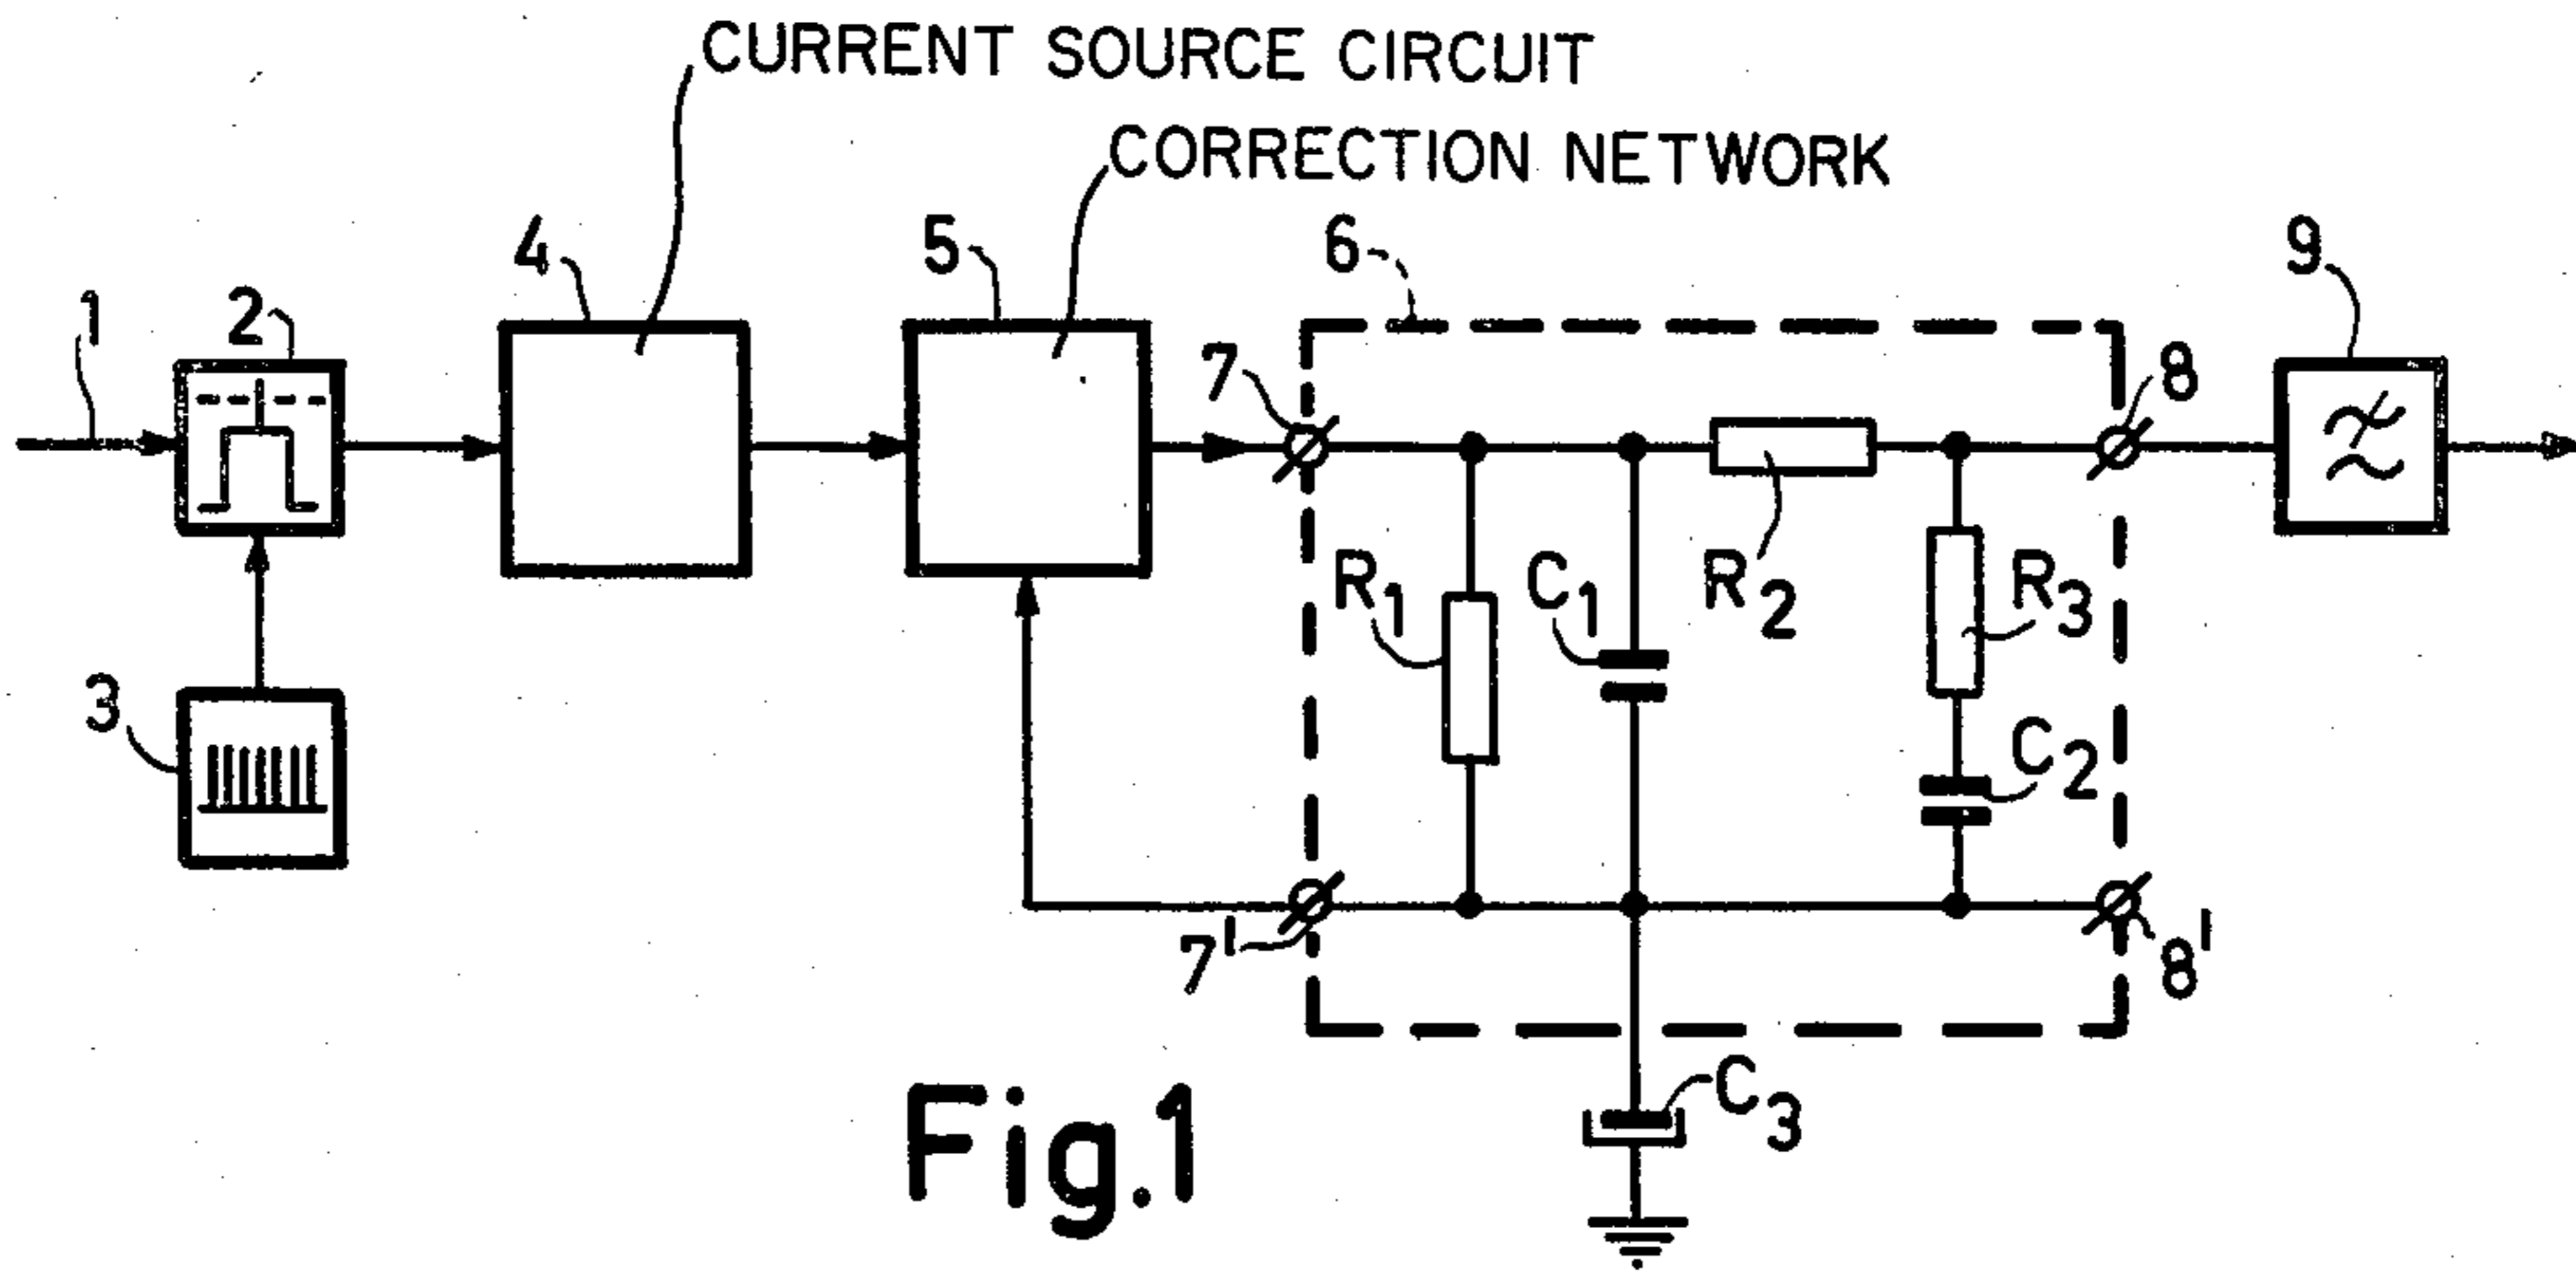 CURRENT SOURCE CIRCUIT
CORRECTION NETWORK
1
2
3
4
5
6
7
7'
8
8'
9
R1
C1
R2
R3
C2
C3
Fig.1